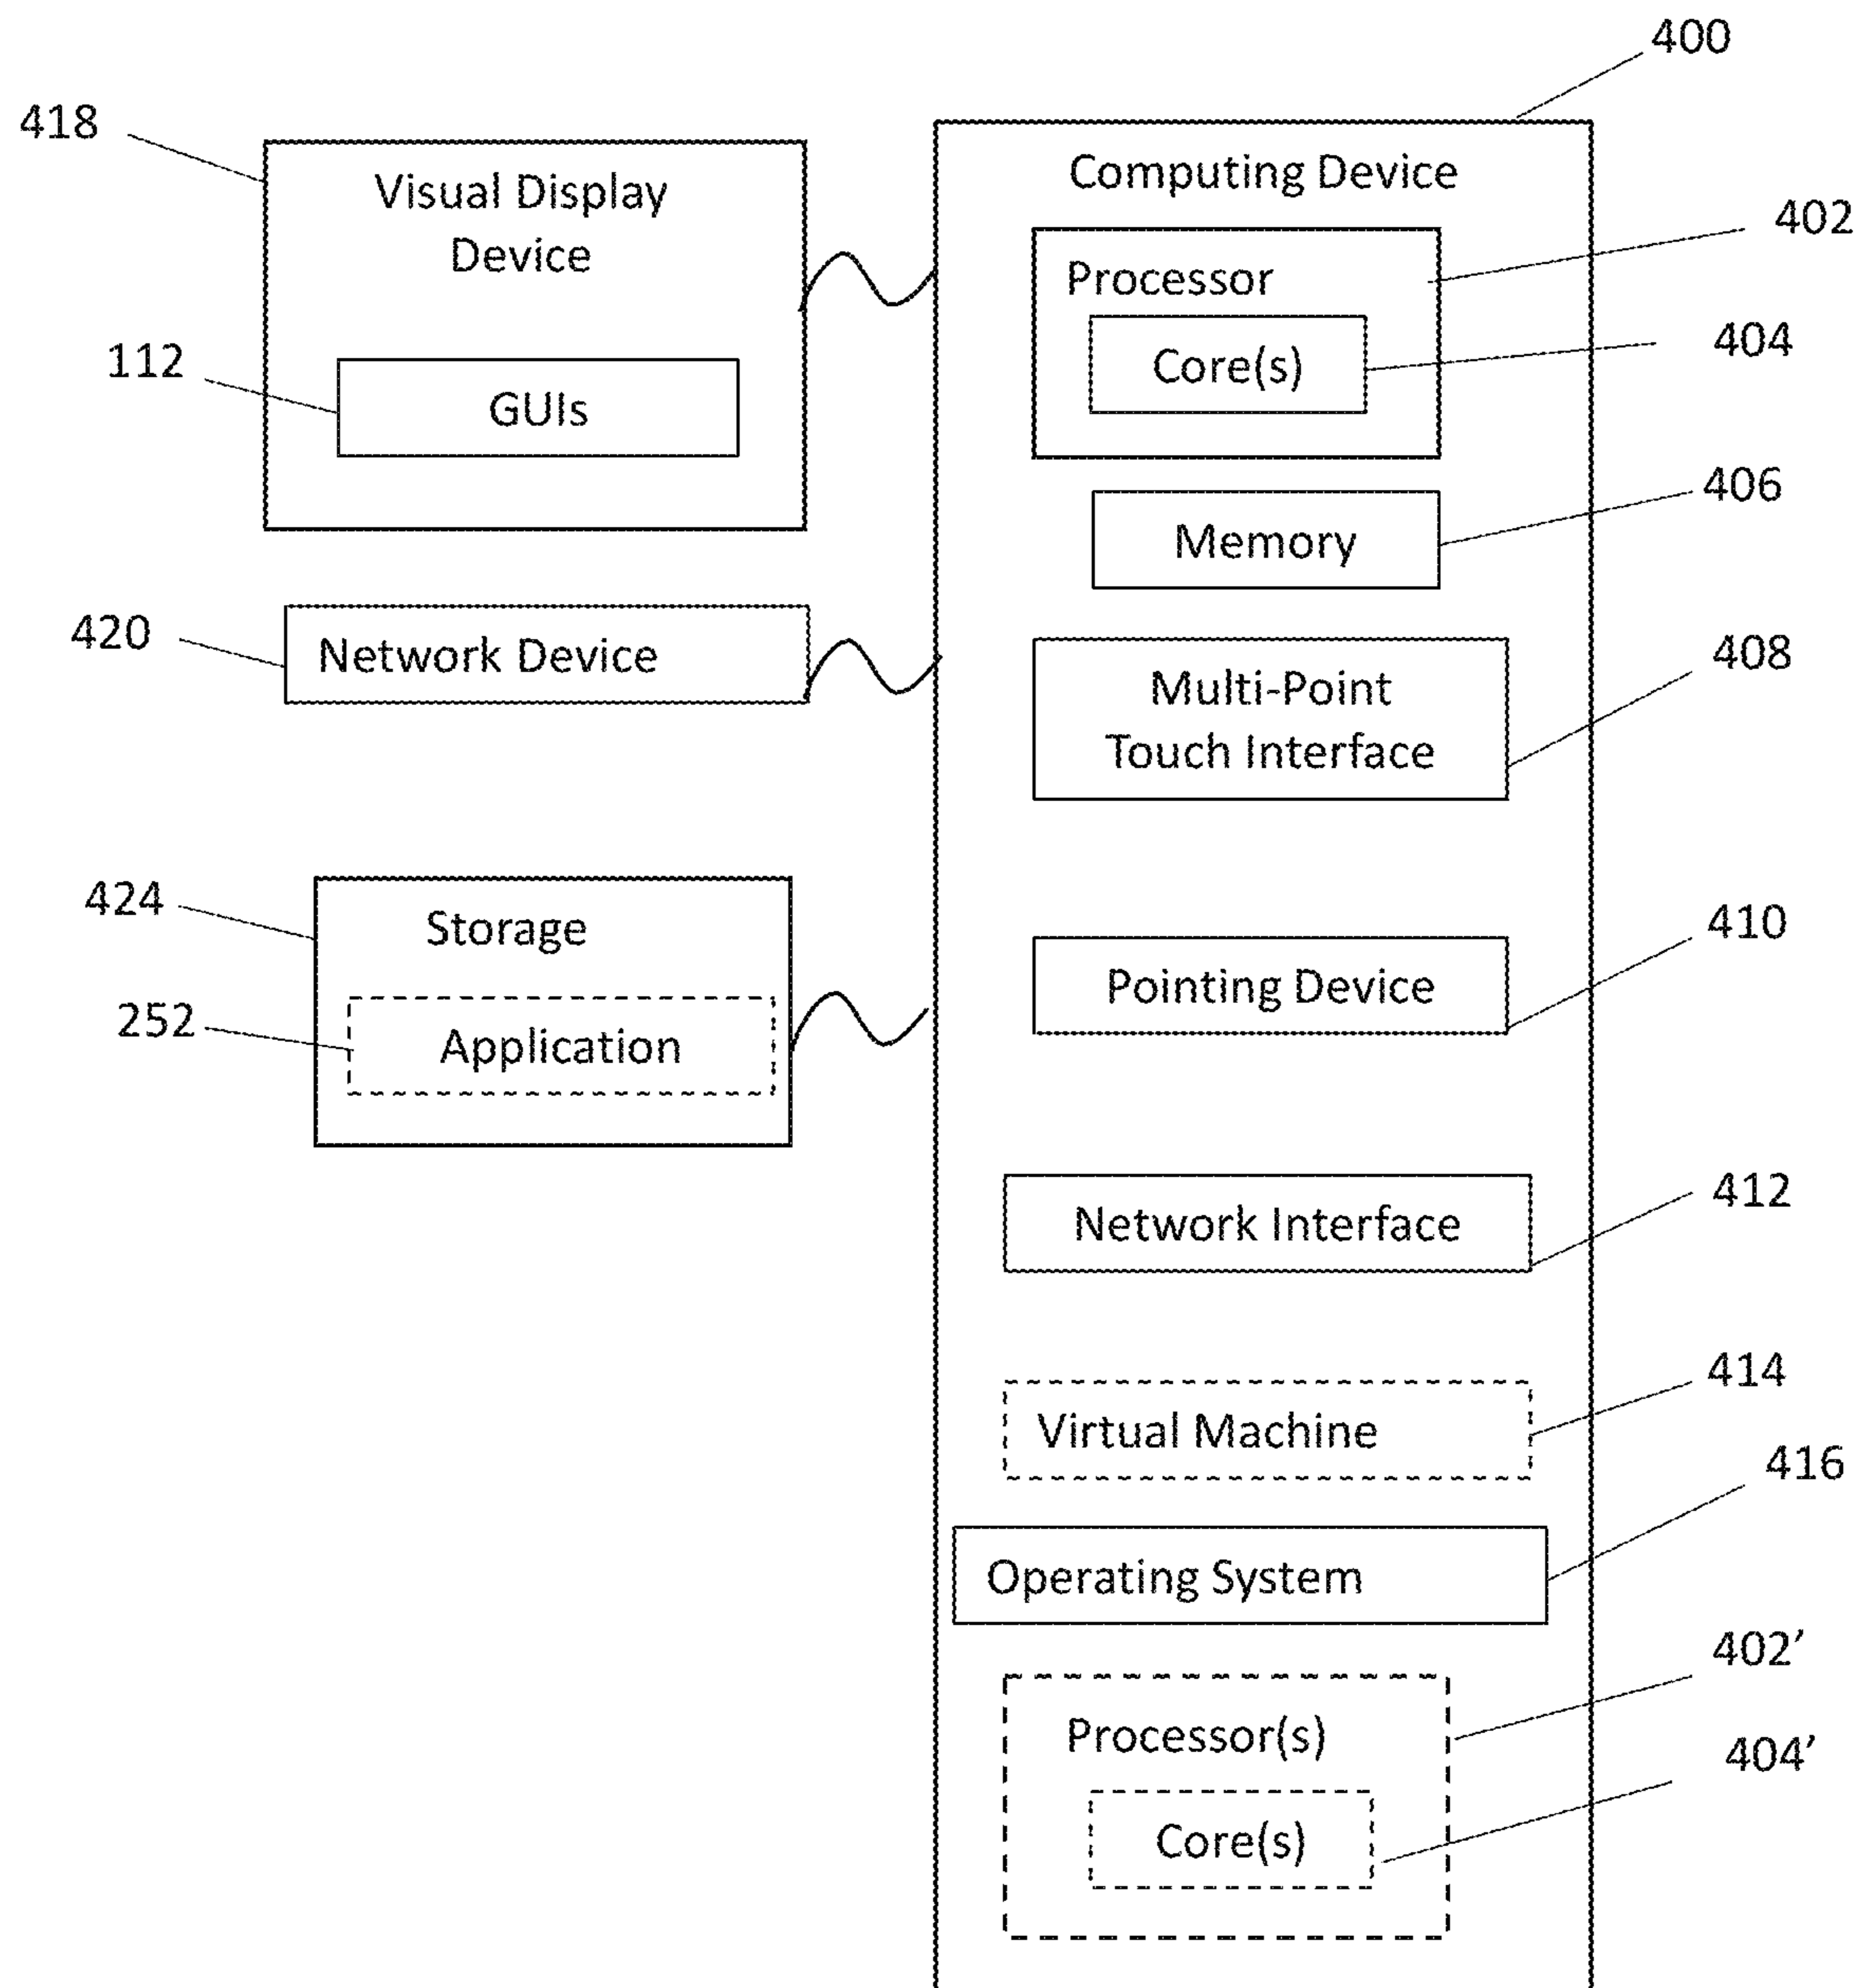 400
418
Visual Display
Device
Computing Device
402
Processor
404
Core(s)
112
GUIs
406
Memory
420
Network Device
408
Multi-Point
Touch Interface
424
Storage
410
Pointing Device
252
Application
412
Network Interface
414
Virtual Machine
416
Operating System
402’
Processor(s)
404’
Core(s)